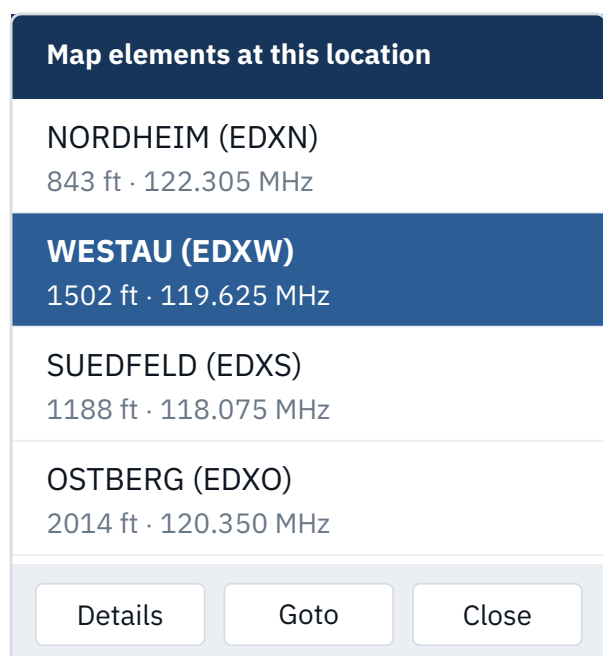 Map elements at this location
NORDHEIM (EDXN)
843 ft · 122.305 MHz
WESTAU (EDXW)
1502 ft · 119.625 MHz
SUEDFELD (EDXS)
1188 ft · 118.075 MHz
OSTBERG (EDXO)
2014 ft · 120.350 MHz
Details Goto Close